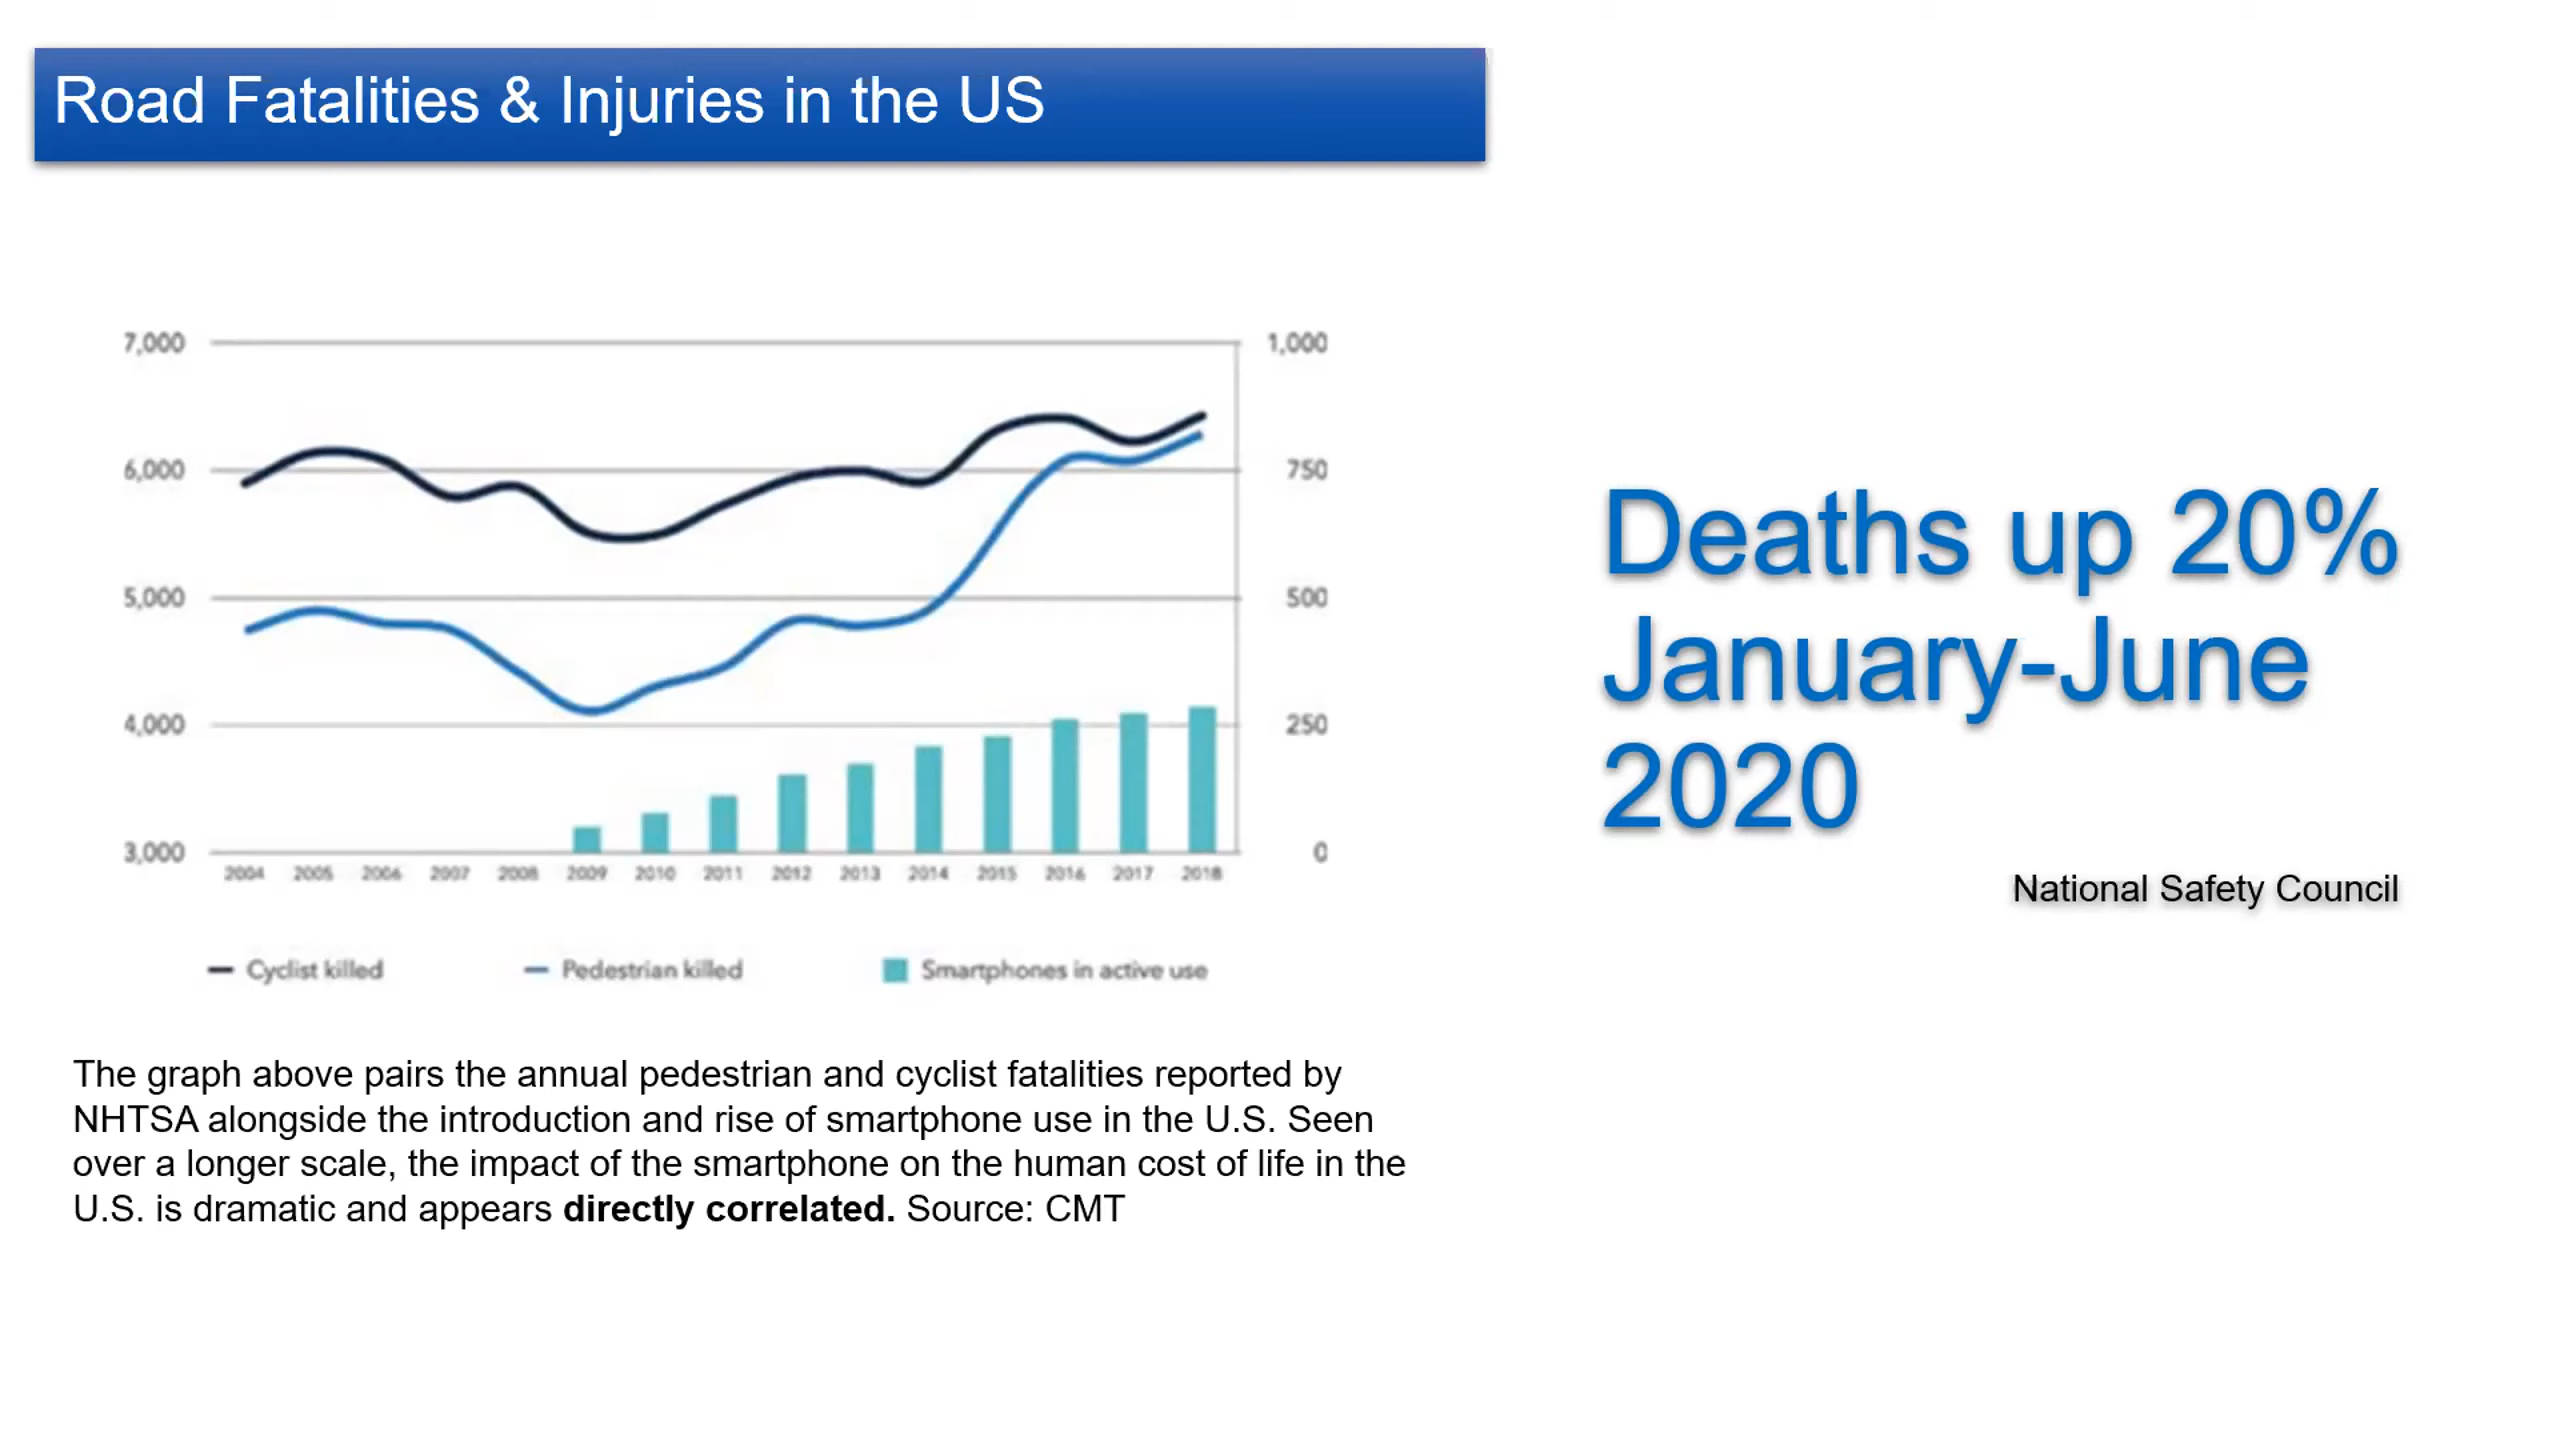 Road Fatalities & Injuries in the US
7,000
6,000
5,000
4,000
3,000
1,000
750
500
250
0
2004 2005 2006 2007 2008 2009 2010 2011 2012 2013 2014 2015 2016 2017 2018
Cyclist killed Pedestrian killed Smartphones in active use
The graph above pairs the annual pedestrian and cyclist fatalities reported by
NHTSA alongside the introduction and rise of smartphone use in the U.S. Seen
over a longer scale, the impact of the smartphone on the human cost of life in the
U.S. is dramatic and appears directly correlated. Source: CMT
Deaths up 20%
January-June
2020
National Safety Council